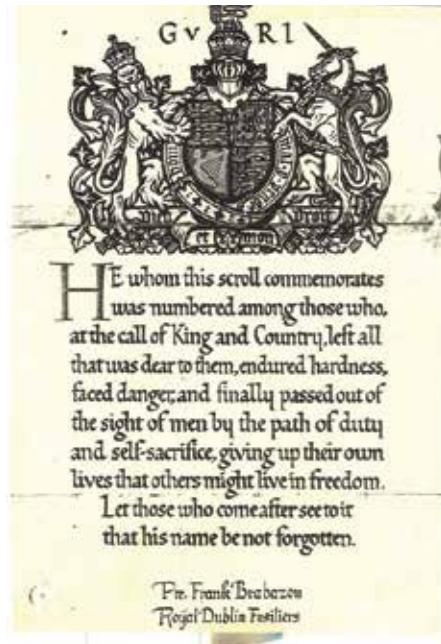 G V R I
Dieu et mon Droit
HE whom this scroll commemorates
was numbered among those who,
at the call of King and Country, left all
that was dear to them, endured hardness,
faced danger, and finally passed out of
the sight of men by the path of duty
and self-sacrifice, giving up their own
lives that others might live in freedom.
Let those who come after see to it
that his name be not forgotten.
Pte. Frank Brabazon
Royal Dublin Fusiliers